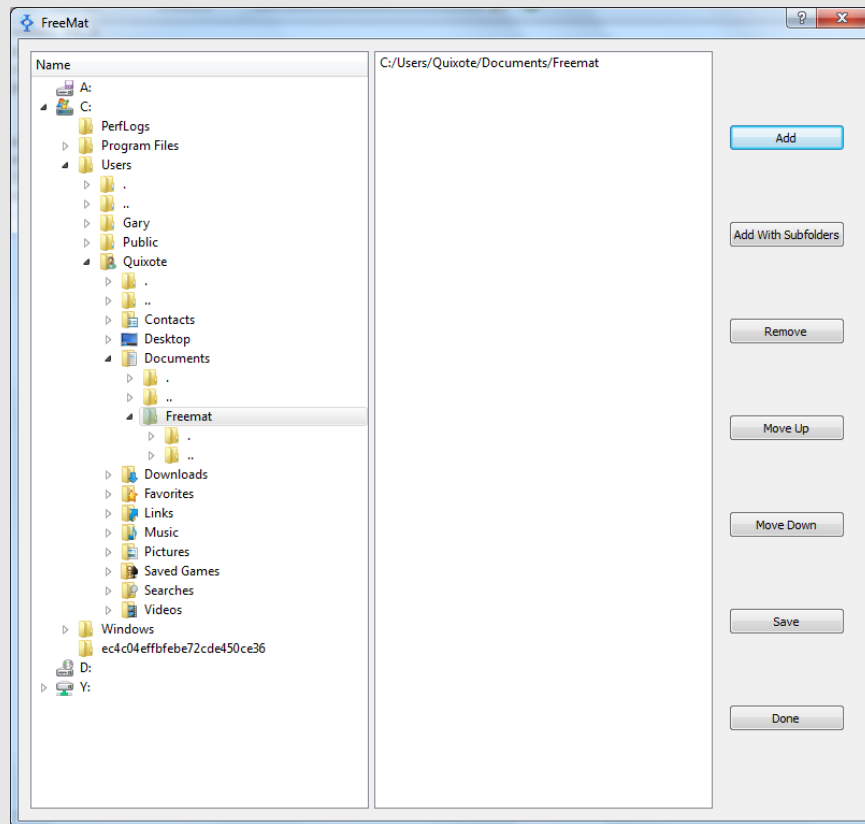 FreeMat
Name
A:
C:
PerfLogs
Program Files
Users
.
..
Gary
Public
Quixote
.
..
Contacts
Desktop
Documents
.
..
Freemat
.
..
Downloads
Favorites
Links
Music
Pictures
Saved Games
Searches
Videos
Windows
ec4c04effbfebe72cde450ce36
D:
Y:
C:/Users/Quixote/Documents/Freemat
Add
Add With Subfolders
Remove
Move Up
Move Down
Save
Done